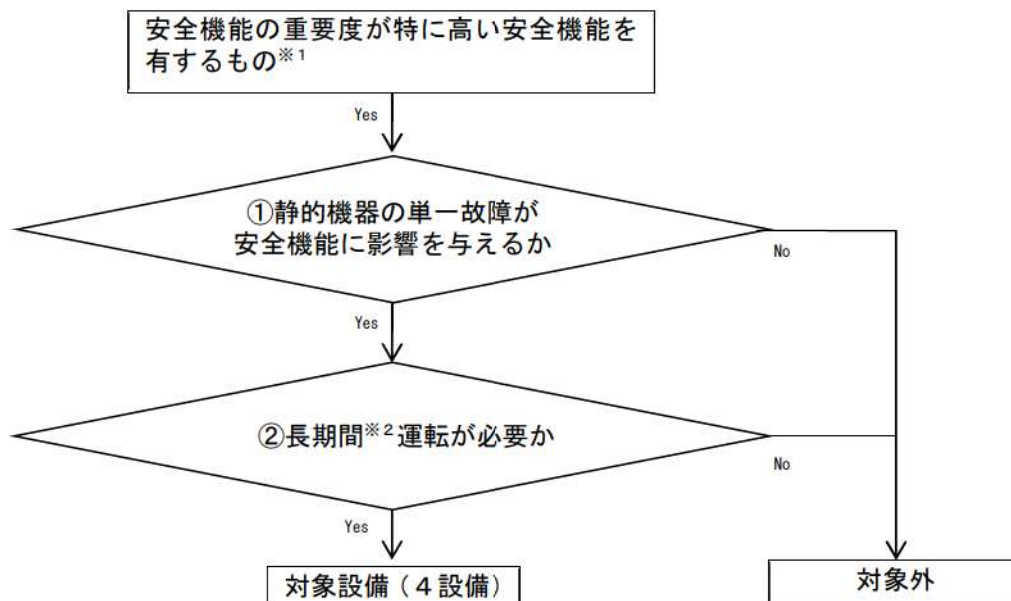 安全機能の重要度が特に高い安全機能を
有するもの※1
Yes
①静的機器の単一故障が
安全機能に影響を与えるか
No
Yes
②長期間※2運転が必要か
No
Yes
対象設備（4設備）
対象外